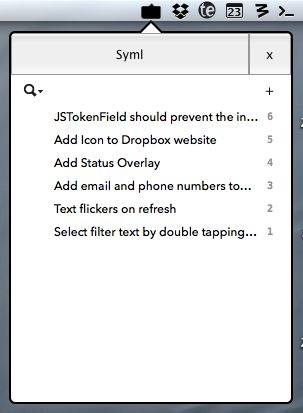 te 23
Syml x
+
JSTokenField should prevent the in... 6
Add Icon to Dropbox website 5
Add Status Overlay 4
Add email and phone numbers to... 3
Text flickers on refresh 2
Select filter text by double tapping... 1